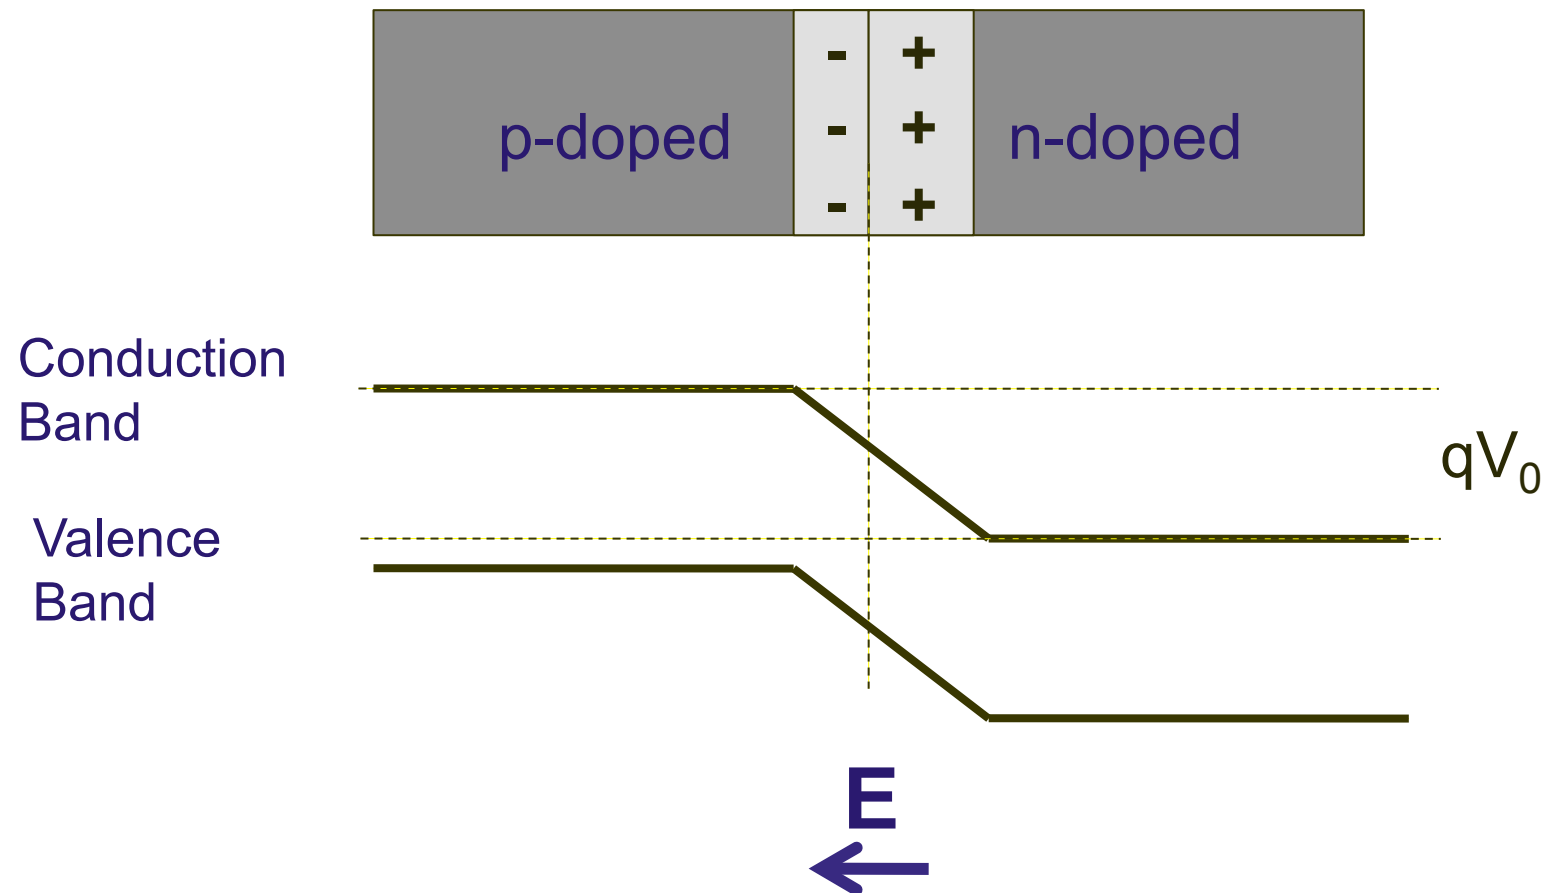 - +
p-doped - + n-doped
- +
Conduction
Band
qV₀
Valence
Band
E